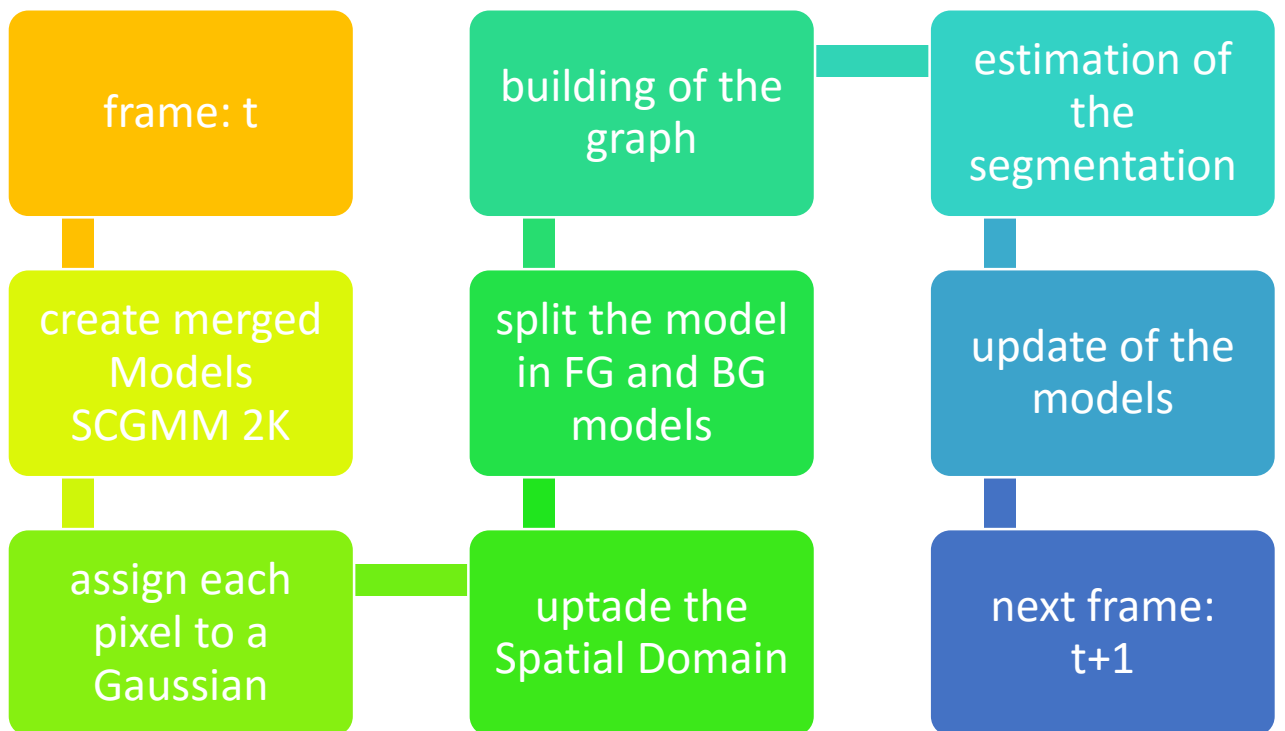 frame: t
create merged
Models
SCGMM 2K
assign each
pixel to a
Gaussian
uptade the
Spatial Domain
split the model
in FG and BG
models
building of the
graph
estimation of
the
segmentation
update of the
models
next frame:
t+1